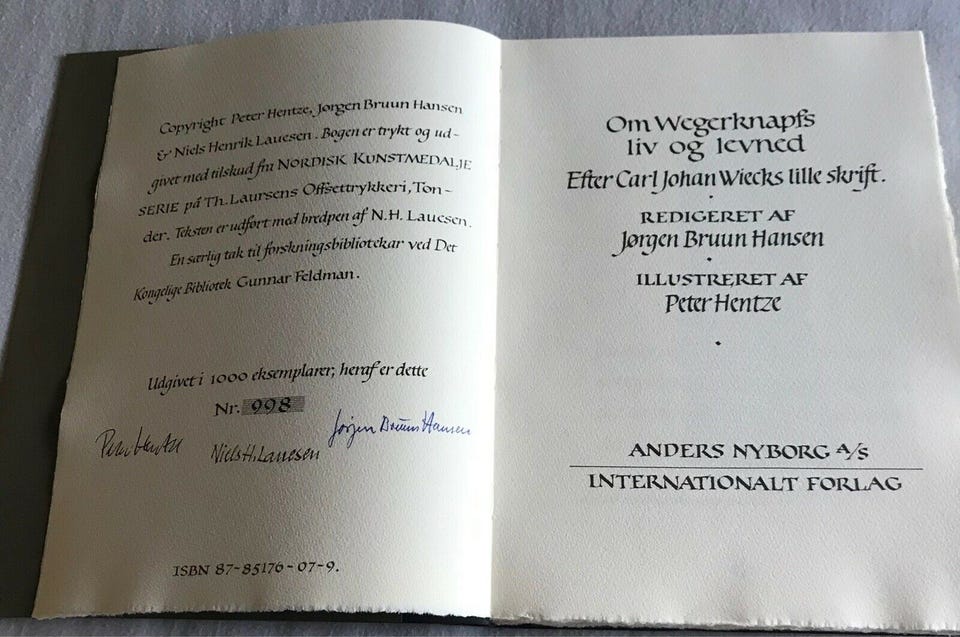 Copyright Peter Hentze, Jørgen Bruun Hansen
& Niels Henrik Lauesen. Bogen er trykt og ud-
givet med tilskud fra NORDISK KUNSTMEDALJE
SERIE på Th. Laursens Offsettrykkeri, Ton-
der. Teksten er udført med bredpen af N.H. Lauesen.
En særlig tak til forskningsbibliotekar ved Det
Kongelige Bibliotek Gunnar Feldman.
Udgivet i 1000 eksemplarer; heraf er dette
Nr. 998
Peter Hentze
Niels H. Lauesen
Jørgen Bruun Hansen
ISBN 87-85176-07-9.
Om Wegerknapfs
liv og levned
Efter Carl Johan Wiecks lille skrift.
REDIGERET AF
Jørgen Bruun Hansen
ILLUSTRERET AF
Peter Hentze
ANDERS NYBORG A/S
INTERNATIONALT FORLAG